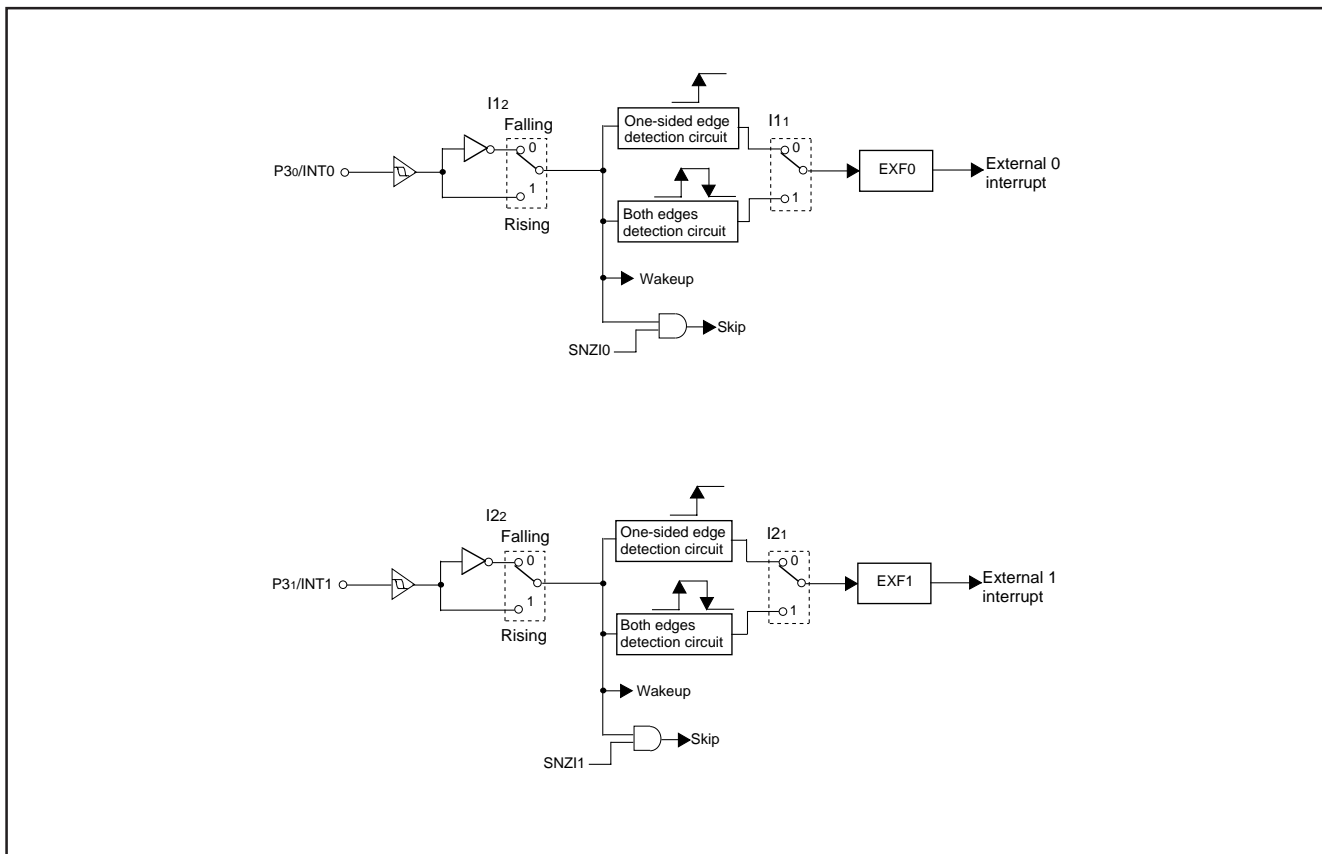 I12
Falling
0
1
Rising
P30/INT0
One-sided edge
detection circuit
Both edges
detection circuit
I11
0
1
EXF0
External 0
interrupt
Wakeup
Skip
SNZI0
I22
Falling
0
1
Rising
P31/INT1
One-sided edge
detection circuit
Both edges
detection circuit
I21
0
1
EXF1
External 1
interrupt
Wakeup
Skip
SNZI1